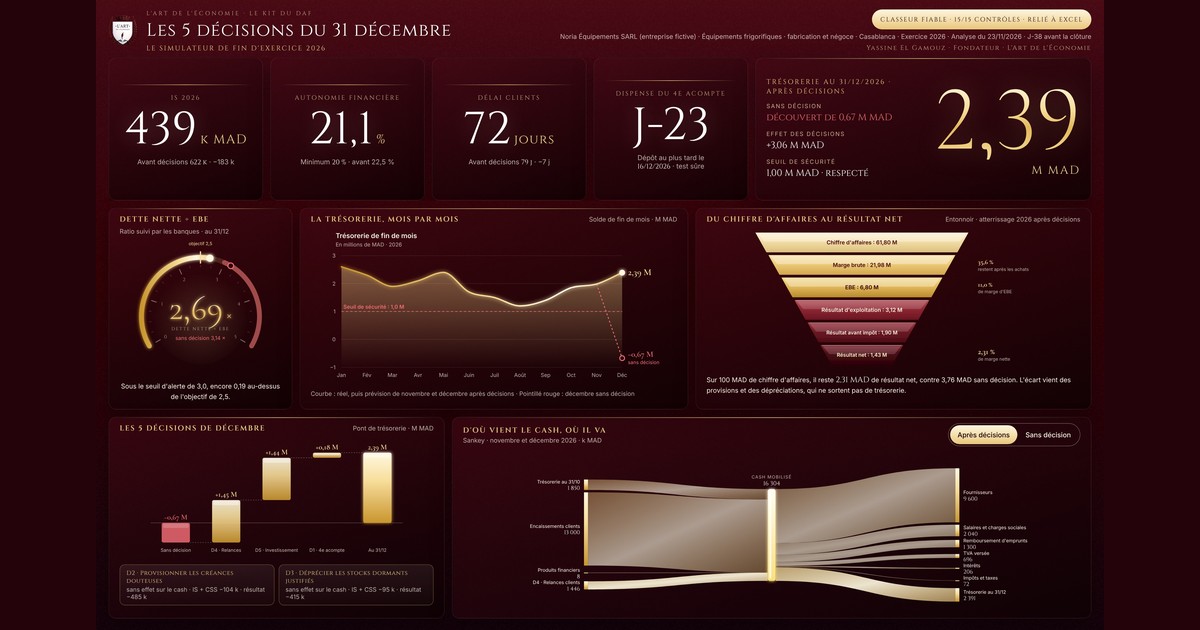 L'ART DE L'ÉCONOMIE · LE KIT DU DAF
LES 5 DÉCISIONS DU 31 DÉCEMBRE
LE SIMULATEUR DE FIN D'EXERCICE 2026
L'ART
CLASSEUR FIABLE · 15/15 CONTRÔLES · RELIÉ À EXCEL
Noria Équipements SARL (entreprise fictive) · Équipements frigorifiques · fabrication et négoce · Casablanca · Exercice 2026 · Analyse du 23/11/2026 · J-38 avant la clôture
YASSINE EL GAMOUZ · FONDATEUR · L'ART DE L'ÉCONOMIE
IS 2026
439 K MAD
Avant décisions 622 K · −183 k
AUTONOMIE FINANCIÈRE
21,1 %
Minimum 20 % · avant 22,5 %
DÉLAI CLIENTS
72 JOURS
Avant décisions 79 j · −7 j
DISPENSE DU 4E ACOMPTE
J-23
Dépôt au plus tard le
16/12/2026 · test sûre
TRÉSORERIE AU 31/12/2026 ·
APRÈS DÉCISIONS
SANS DÉCISION
DÉCOUVERT DE 0,67 M MAD
EFFET DES DÉCISIONS
+3,06 M MAD
SEUIL DE SÉCURITÉ
1,00 M MAD · RESPECTÉ
2,39
M MAD
DETTE NETTE ÷ EBE
Ratio suivi par les banques · au 31/12
objectif 2,5
0
1
2
3
4
5
2,69 ×
DETTE NETTE ÷ EBE
sans décision 3,14 ×
Sous le seuil d'alerte de 3,0, encore 0,19 au-dessus
de l'objectif de 2,5.
LA TRÉSORERIE, MOIS PAR MOIS
Solde de fin de mois · M MAD
Trésorerie de fin de mois
En millions de MAD · 2026
3
2
1
0
−1
Seuil de sécurité : 1,0 M
2,39 M
−0,67 M
sans décision
Jan Fév Mar Avr Mai Juin Juil Août Sep Oct Nov Déc
Courbe : réel, puis prévision de novembre et décembre après décisions · Pointillé rouge : décembre sans décision
DU CHIFFRE D'AFFAIRES AU RÉSULTAT NET
Entonnoir · atterrissage 2026 après décisions
Chiffre d'affaires : 61,80 M
Marge brute : 21,98 M
EBE : 6,80 M
Résultat d'exploitation : 3,12 M
Résultat avant impôt : 1,90 M
Résultat net : 1,43 M
35,6 %
restent après les achats
11,0 %
de marge d'EBE
2,31 %
de marge nette
Sur 100 MAD de chiffre d'affaires, il reste 2,31 MAD de résultat net, contre 3,76 MAD sans décision. L'écart vient des
provisions et des dépréciations, qui ne sortent pas de trésorerie.
LES 5 DÉCISIONS DE DÉCEMBRE
Pont de trésorerie · M MAD
−0,67 M
+1,45 M
+1,44 M
+0,18 M
2,39 M
Sans décision
D4 · Relances
D5 · Investissement
D1 · 4e acompte
Au 31/12
D2 · PROVISIONNER LES CRÉANCES
DOUTEUSES
sans effet sur le cash · IS + CSS −104 k · résultat
−485 k
D3 · DÉPRÉCIER LES STOCKS DORMANTS
JUSTIFIÉS
sans effet sur le cash · IS + CSS −95 k · résultat
−415 k
D'OÙ VIENT LE CASH, OÙ IL VA
Sankey · novembre et décembre 2026 · k MAD
Après décisions
Sans décision
Trésorerie au 31/10
1 850
Encaissements clients
13 000
Produits financiers
8
D4 · Relances clients
1 446
CASH MOBILISÉ
16 304
Fournisseurs
9 600
Salaires et charges sociales
2 040
Remboursement d'emprunts
1 300
TVA versée
696
Intérêts
206
Impôts et taxes
72
Trésorerie au 31/12
2 391